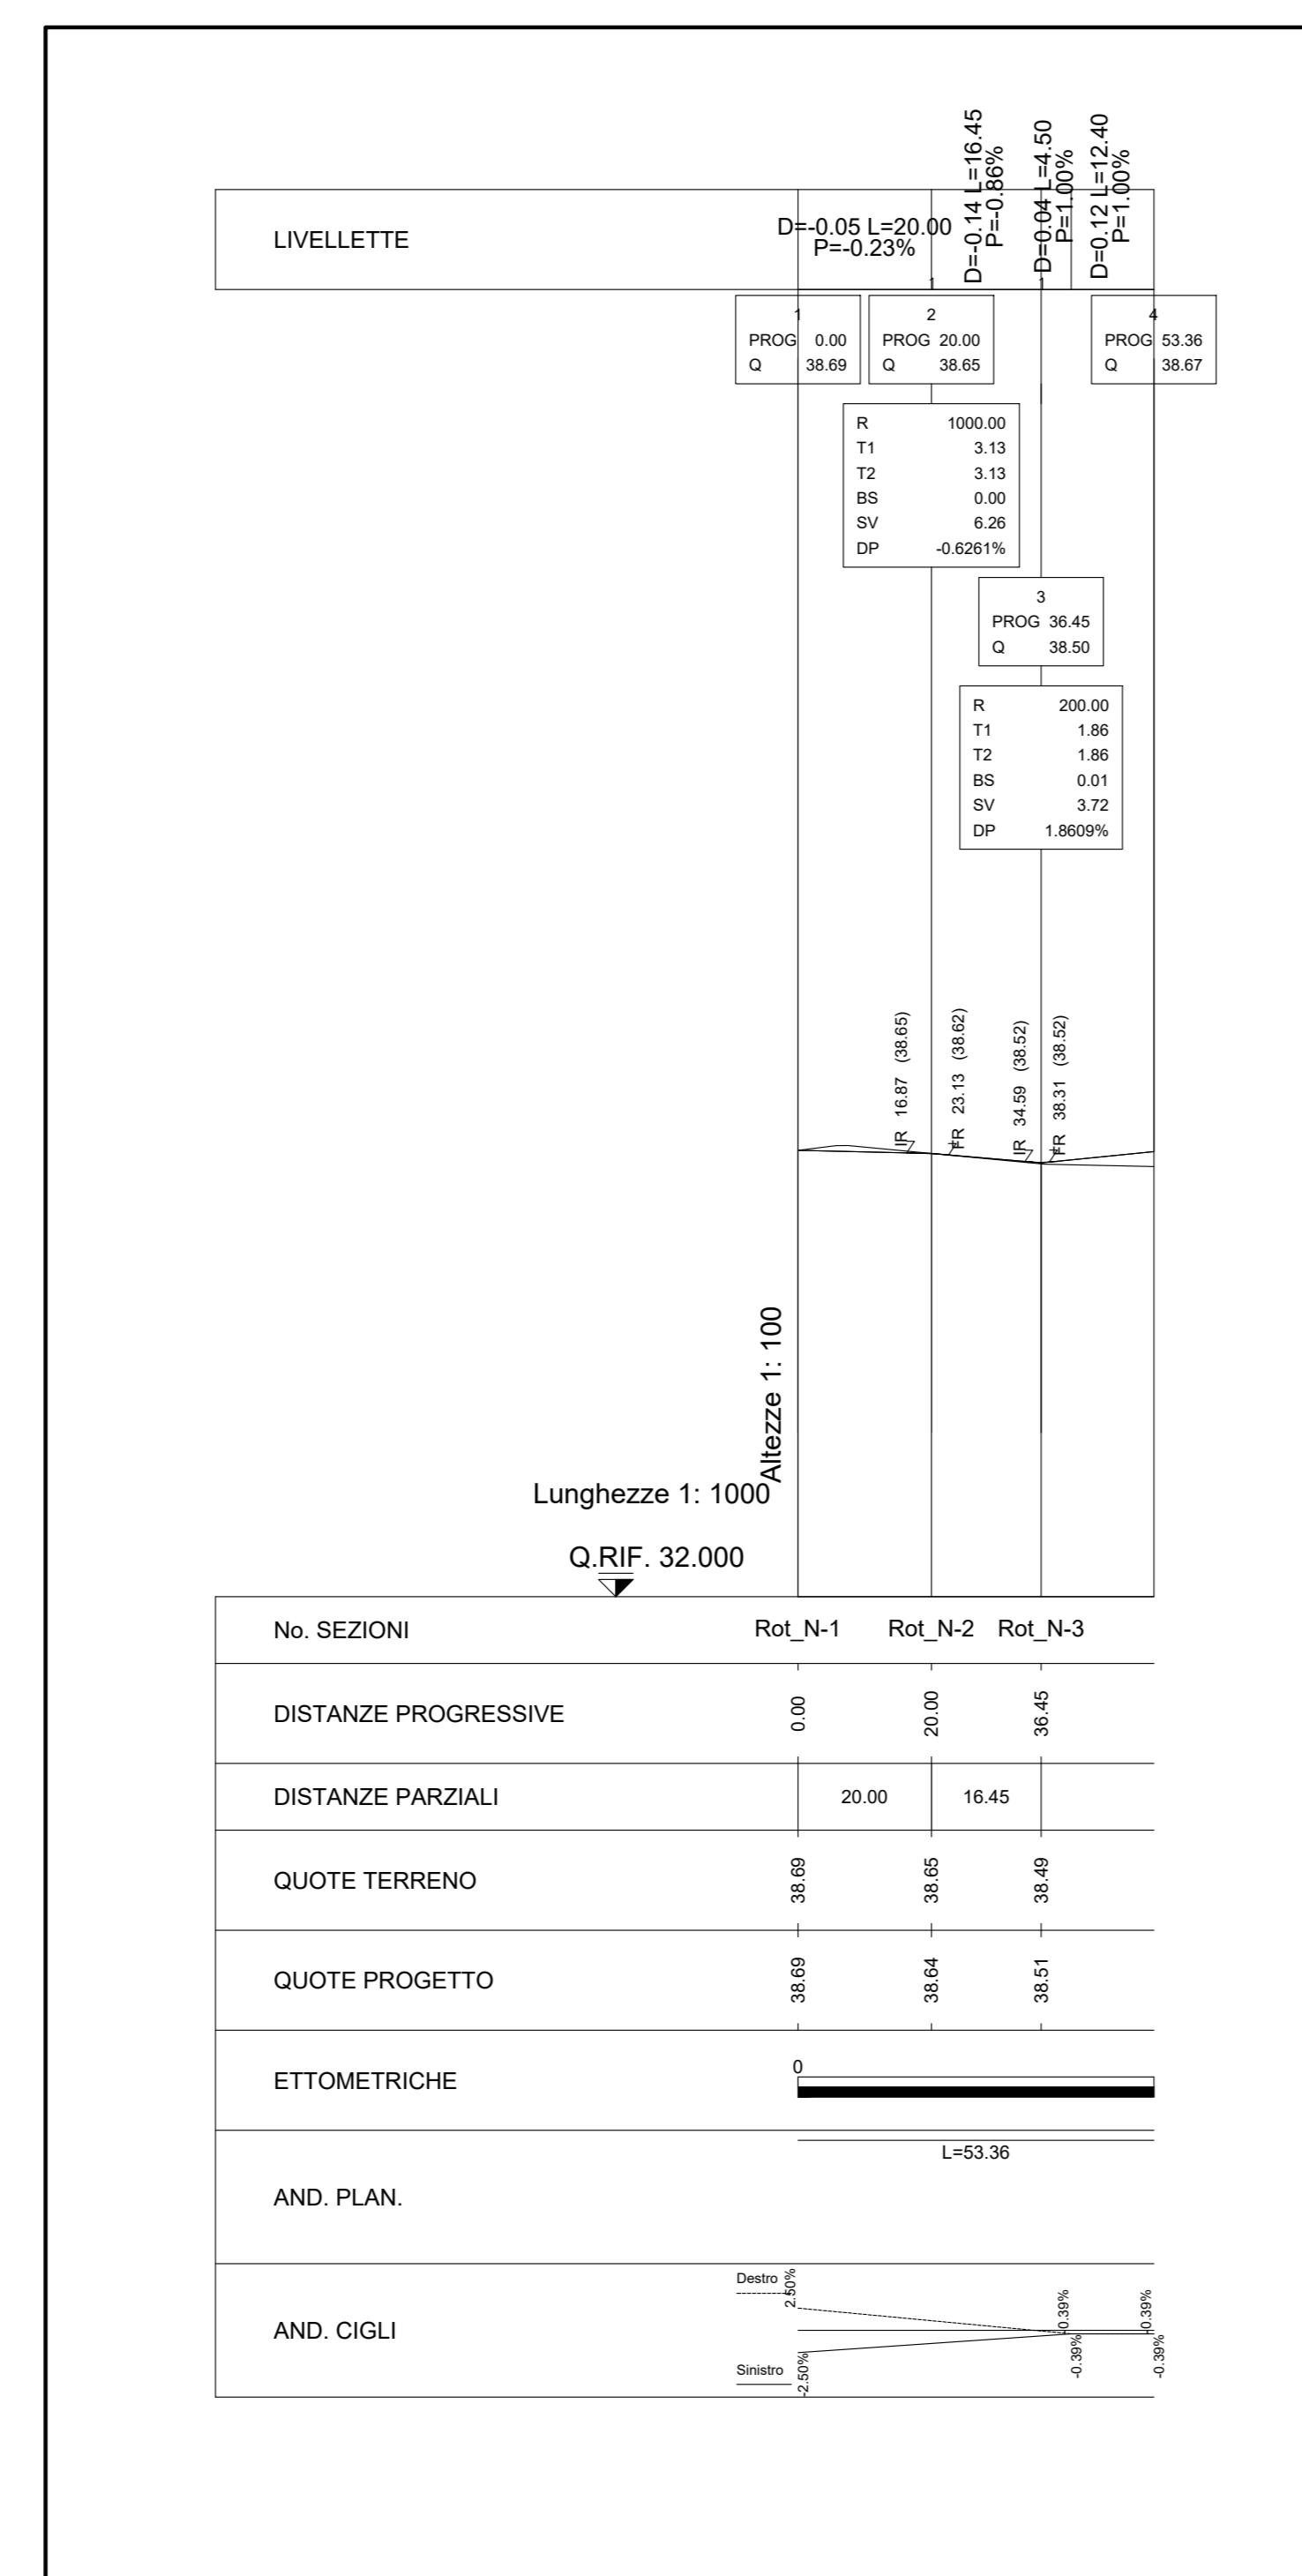 D=-0.14 L=16.45
P=-0.86%
D=0.04 L=4.50
P=1.00%
D=0.12 L=12.40
P=1.00%
LIVELLETTE
D=-0.05 L=20.00
P=-0.23%
1
1
1
PROG 0.00
Q 38.69
2
PROG 20.00
Q 38.65
4
PROG 53.36
Q 38.67
R 1000.00
T1 3.13
T2 3.13
BS 0.00
SV 6.26
DP -0.6261%
3
PROG 36.45
Q 38.50
R 200.00
T1 1.86
T2 1.86
BS 0.01
SV 3.72
DP 1.8609%
IR 16.87 (38.65)
FR 23.13 (38.62)
IR 34.59 (38.52)
FR 38.31 (38.52)
Altezze 1: 100
Lunghezze 1: 1000
Q.RIF. 32.000
No. SEZIONI Rot_N-1 Rot_N-2 Rot_N-3
DISTANZE PROGRESSIVE 0.00 20.00 36.45
DISTANZE PARZIALI 20.00 16.45
QUOTE TERRENO 38.69 38.65 38.49
QUOTE PROGETTO 38.69 38.64 38.51
ETTOMETRICHE 0
L=53.36
AND. PLAN.
AND. CIGLI
Destro 2.50% -0.39% -0.39%
Sinistro -2.50% -0.39% -0.39%